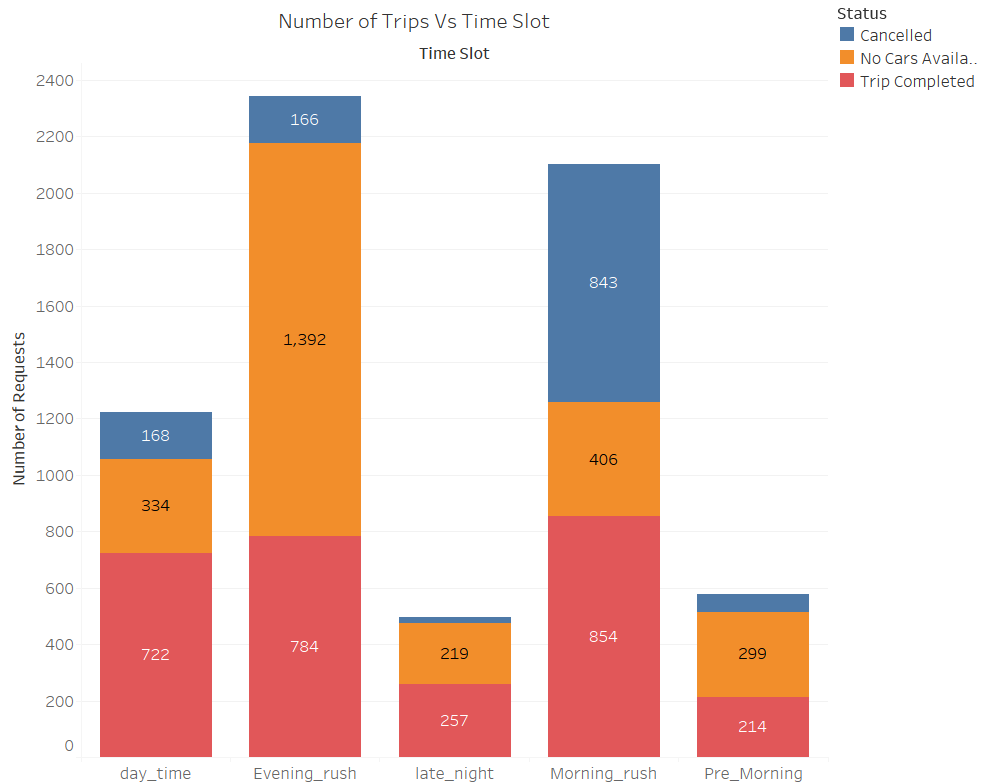 Number of Trips Vs Time Slot
Time Slot
Status
Cancelled
No Cars Availa..
Trip Completed
Number of Requests
2400
2200
2000
1800
1600
1400
1200
1000
800
600
400
200
0
168
334
722
166
1,392
784
219
257
843
406
854
299
214
day_time
Evening_rush
late_night
Morning_rush
Pre_Morning